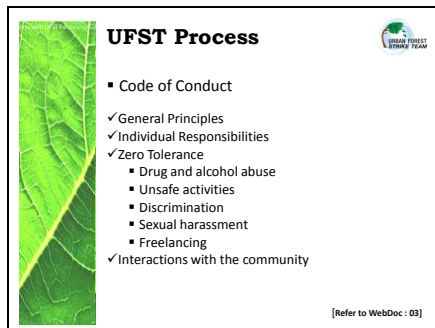 UFST Process
URBAN FOREST
STRIKE TEAM
▪ Code of Conduct
✓General Principles
✓Individual Responsibilities
✓Zero Tolerance
▪ Drug and alcohol abuse
▪ Unsafe activities
▪ Discrimination
▪ Sexual harassment
▪ Freelancing
✓Interactions with the community
[Refer to WebDoc : 03]